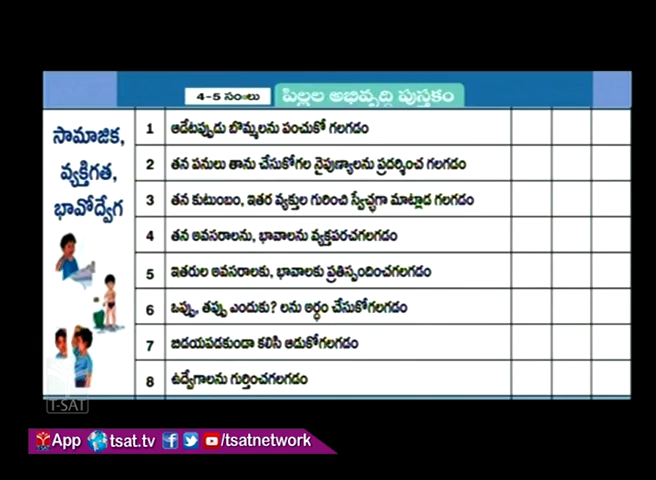 4-5 సం॥లు పిల్లల అభివృద్ధి పుస్తకం
సామాజిక,
వ్యక్తిగత,
భావోద్వేగ
1 ఆడేటప్పుడు బొమ్మలను పంచుకో గలగడం
2 తన పనులు తాను చేసుకోగల నైపుణ్యాలను ప్రదర్శించ గలగడం
3 తన కుటుంబం, ఇతర వ్యక్తుల గురించి స్వేచ్ఛగా మాట్లాడ గలగడం
4 తన అవసరాలను, భావాలను వ్యక్తపరచగలగడం
5 ఇతరుల అవసరాలకు, భావాలకు ప్రతిస్పందించగలగడం
6 ఒప్పు, తప్పు ఎందుకు? లను అర్థం చేసుకోగలగడం
7 బిడయపడకుండా కలిసి ఆడుకోగలగడం
8 ఉద్వేగాలను గుర్తించగలగడం
T-SAT
App tsat.tv /tsatnetwork